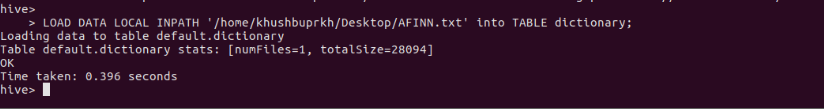 hive>
    > LOAD DATA LOCAL INPATH '/home/khushbuprkh/Desktop/AFINN.txt' into TABLE dictionary;
Loading data to table default.dictionary
Table default.dictionary stats: [numFiles=1, totalSize=28094]
OK
Time taken: 0.396 seconds
hive>